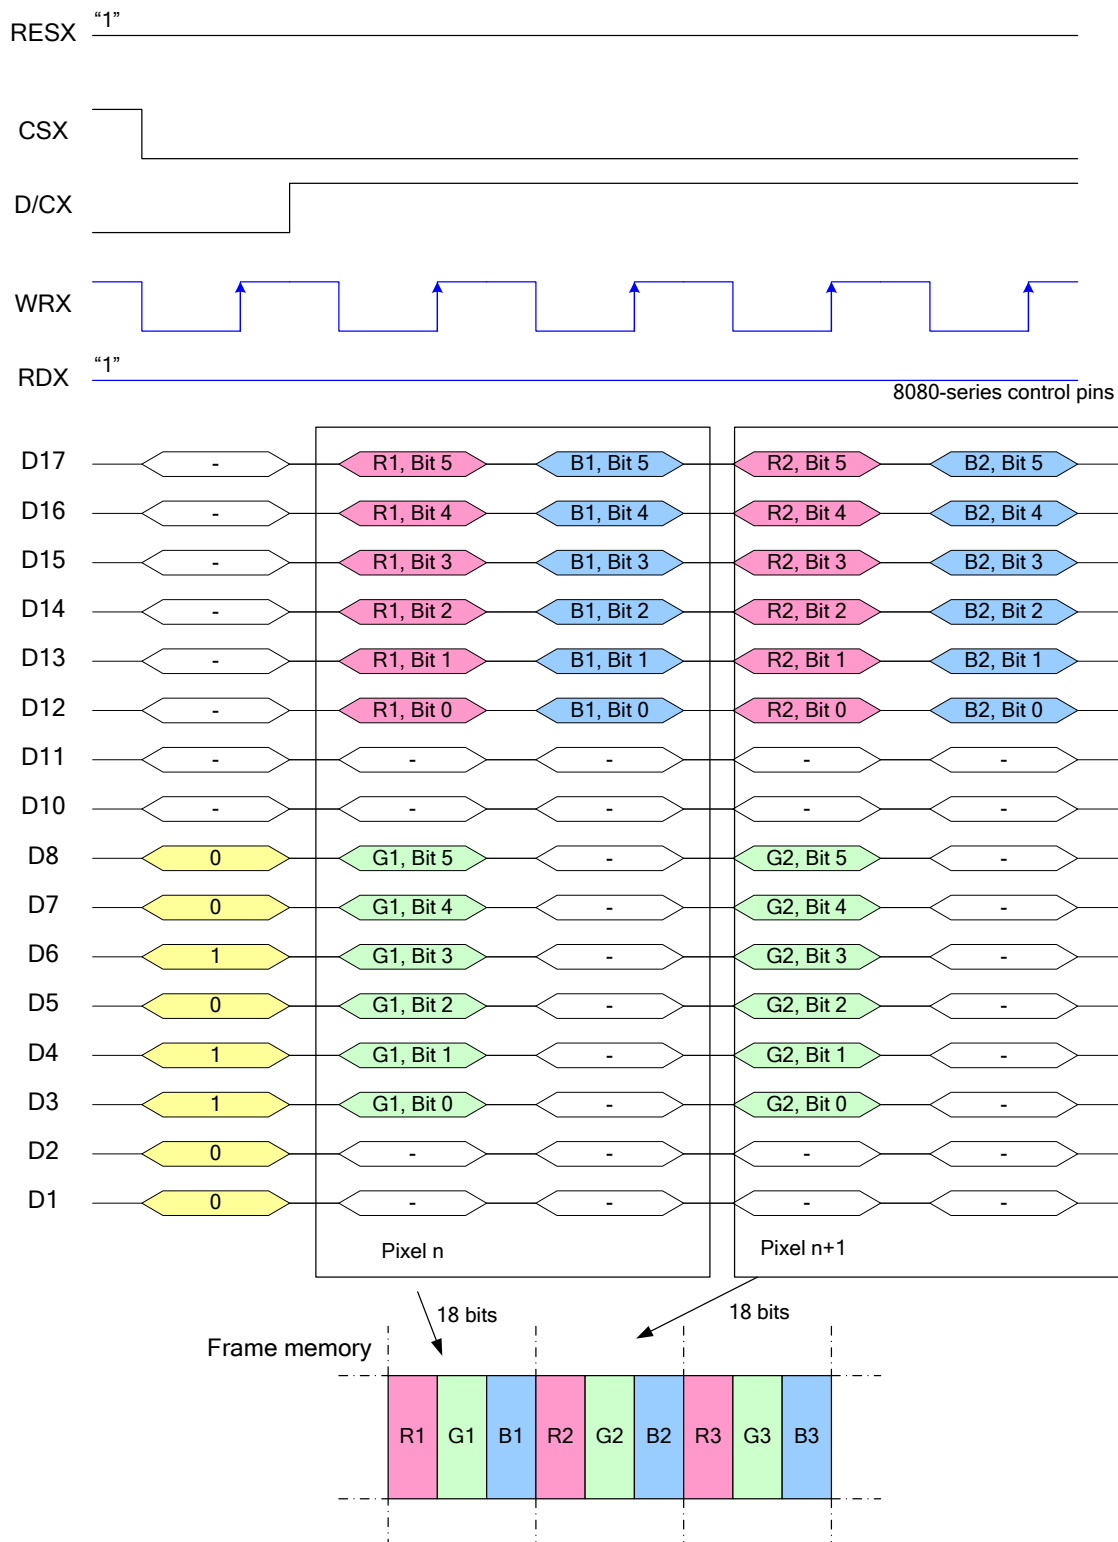 RESX “1”
CSX
D/CX
WRX
RDX “1”
8080-series control pins
D17 - R1, Bit 5 B1, Bit 5 R2, Bit 5 B2, Bit 5
D16 - R1, Bit 4 B1, Bit 4 R2, Bit 4 B2, Bit 4
D15 - R1, Bit 3 B1, Bit 3 R2, Bit 3 B2, Bit 3
D14 - R1, Bit 2 B1, Bit 2 R2, Bit 2 B2, Bit 2
D13 - R1, Bit 1 B1, Bit 1 R2, Bit 1 B2, Bit 1
D12 - R1, Bit 0 B1, Bit 0 R2, Bit 0 B2, Bit 0
D11 - - - - -
D10 - - - - -
D8 0 G1, Bit 5 - G2, Bit 5 -
D7 0 G1, Bit 4 - G2, Bit 4 -
D6 1 G1, Bit 3 - G2, Bit 3 -
D5 0 G1, Bit 2 - G2, Bit 2 -
D4 1 G1, Bit 1 - G2, Bit 1 -
D3 1 G1, Bit 0 - G2, Bit 0 -
D2 0 - - - -
D1 0 - - - -
Pixel n Pixel n+1
18 bits 18 bits
Frame memory
R1 G1 B1 R2 G2 B2 R3 G3 B3